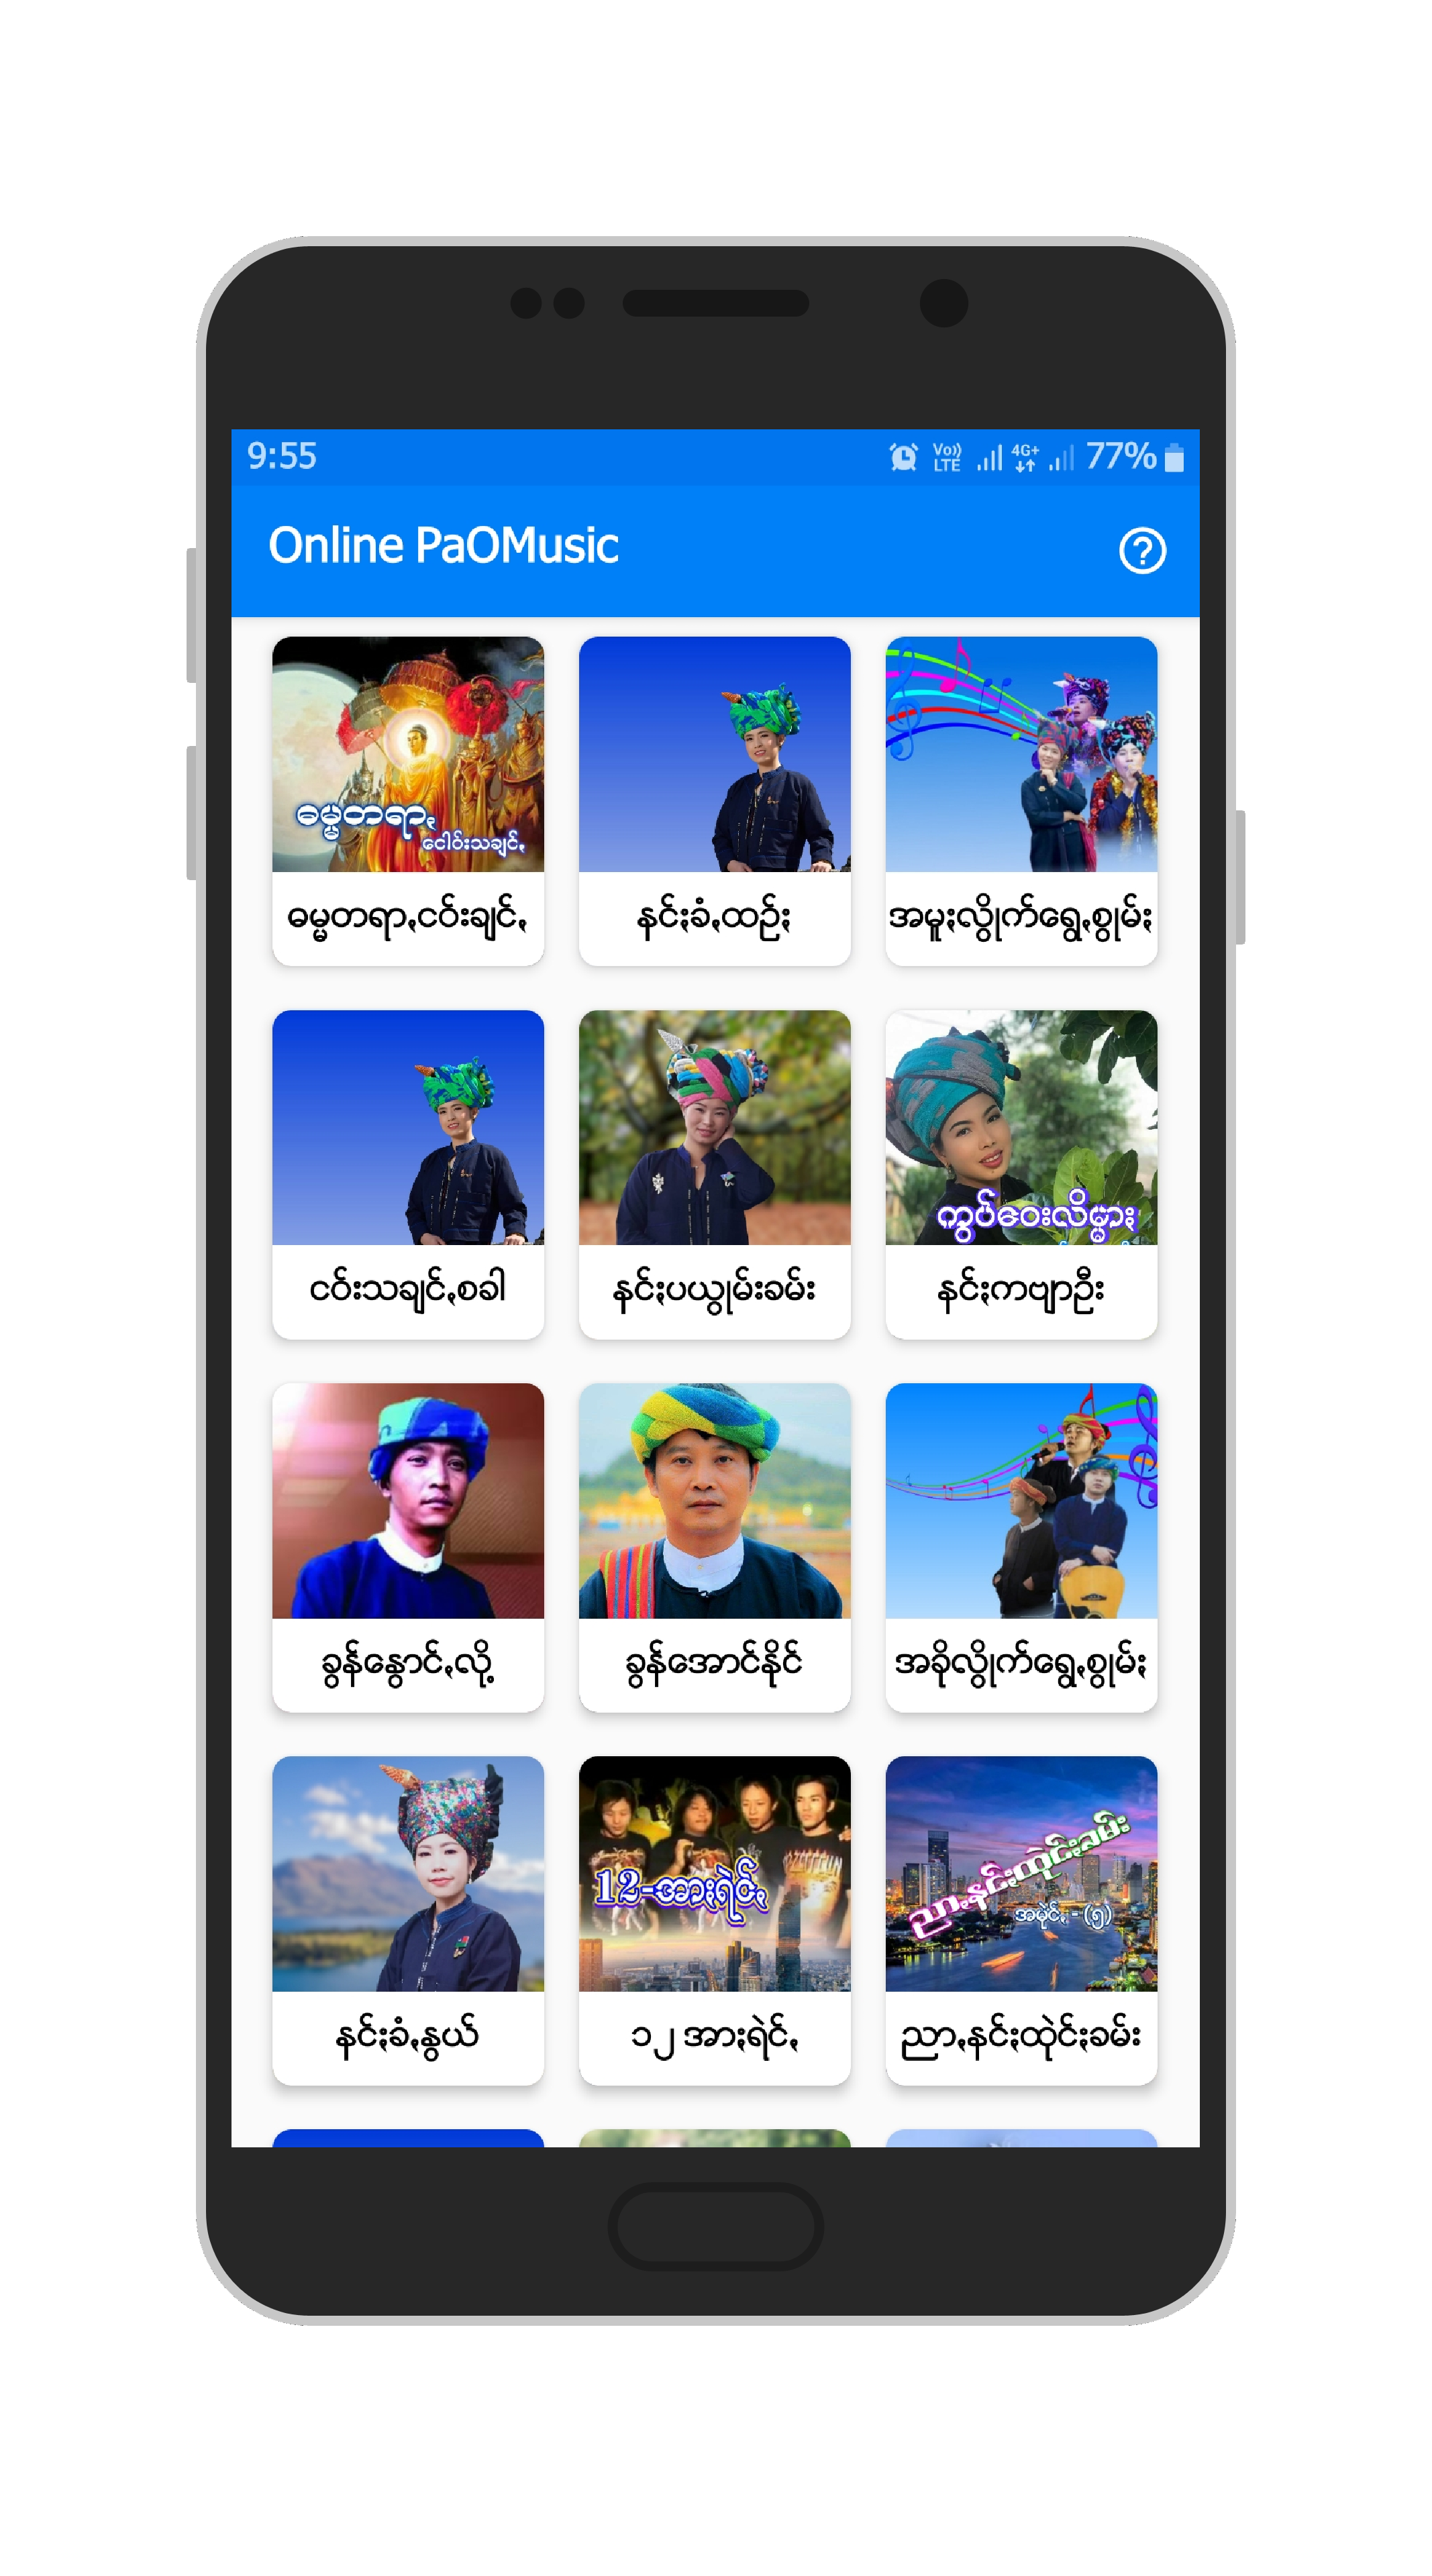 9:55
Vo)) LTE 4G+ 77%
Online PaOMusic
ဓမ္မတရာႏ
ငေါဝ်းသချင်ႏ
ဓမ္မတရာႏငဝ်းချင်ႏ
နင်ႈခံႏထဉ်ႈ
အမူႈလွိုက်ရွေႏစွုမ်ႈ
ကွပ်ဝေးလိမ္မာႈ
ငဝ်းသချင်ႏစခါ
နင်ႈပယွုမ်းခမ်း
နင်ႈကဗျာဦး
ခွန်နွောင်ႏလို့
ခွန်အောင်နိုင်
အခိုလွိုက်ရွေႏစွုမ်ႈ
12-အားရဲင်ႏ
ညာႏနင်ႈထုဲင်ႈခမ်း
အမုဲင်ႏ - (၅)
နင်ႈခံႏနွယ်
၁၂ အားရဲင်ႏ
ညာႏနင်ႈထုဲင်ႈခမ်း